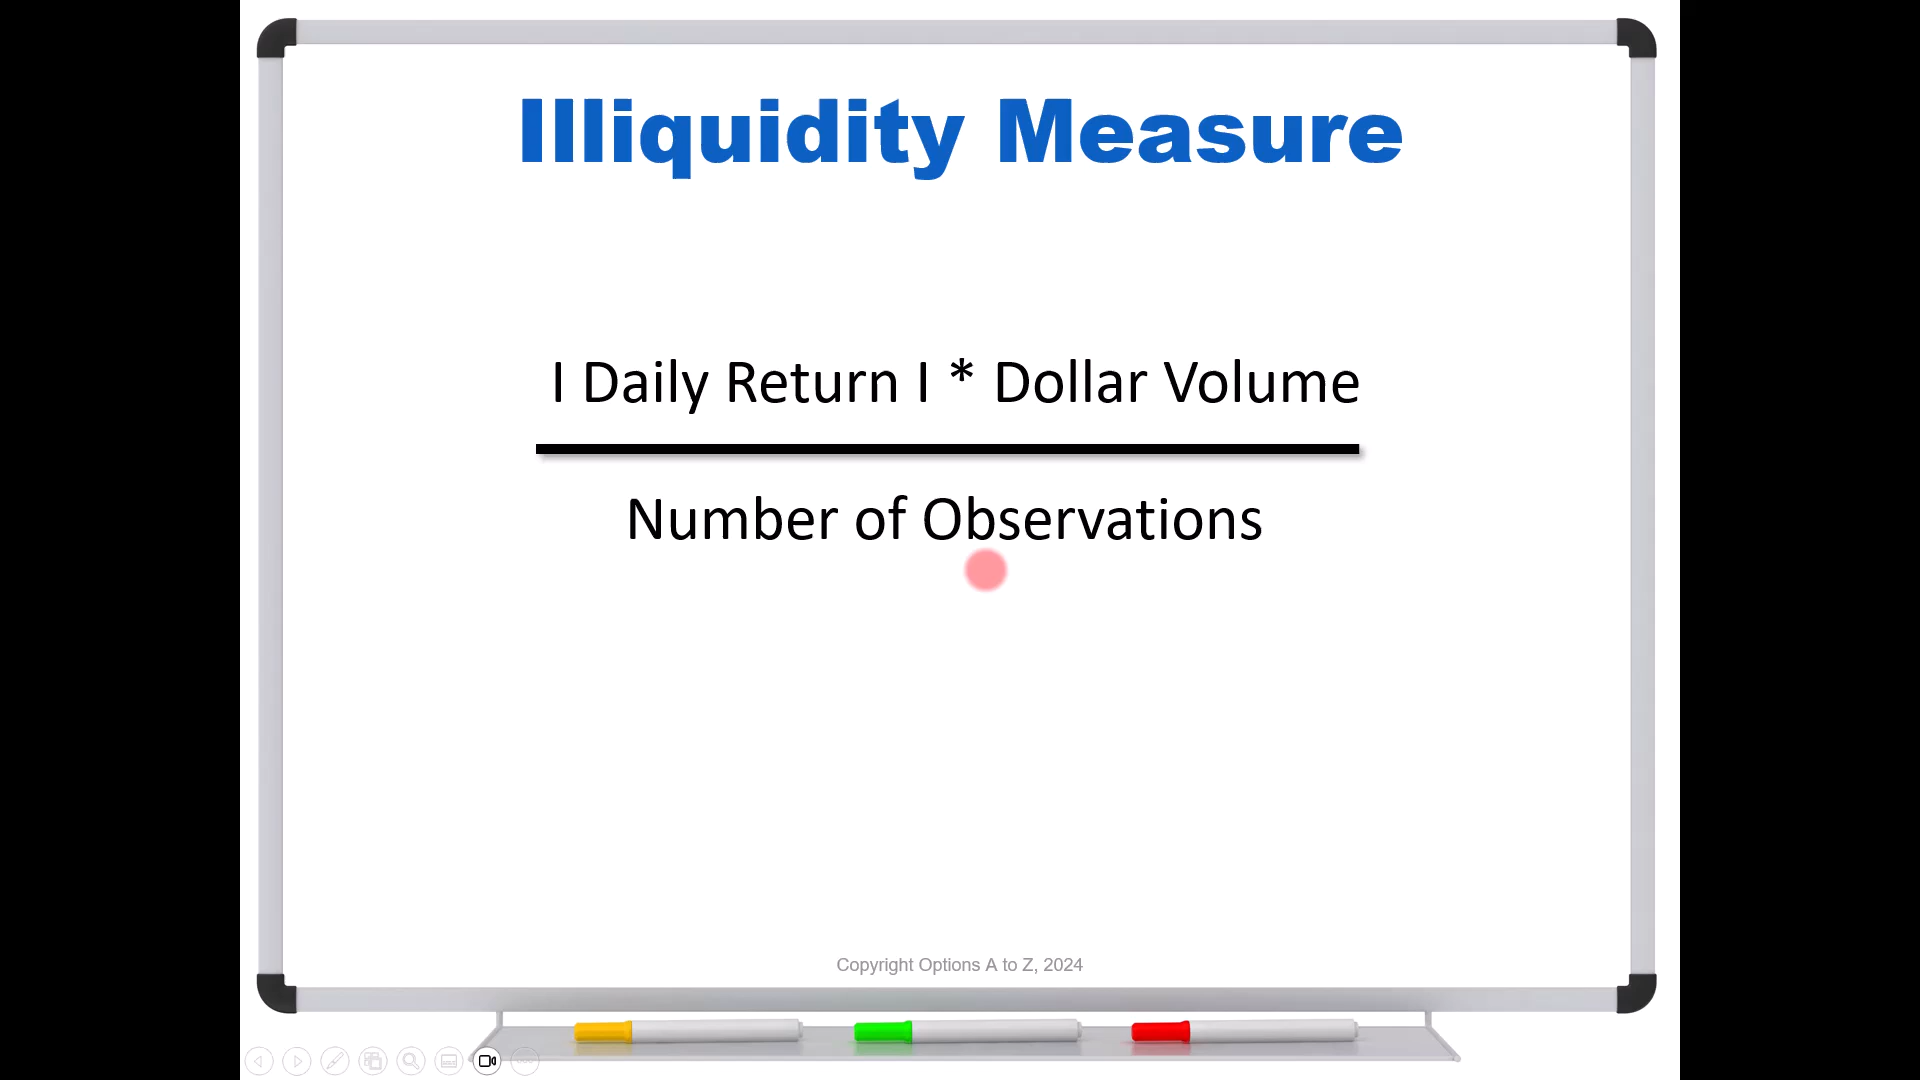 Illiquidity Measure
I Daily Return I * Dollar Volume
Number of Observations
Copyright Options A to Z, 2024